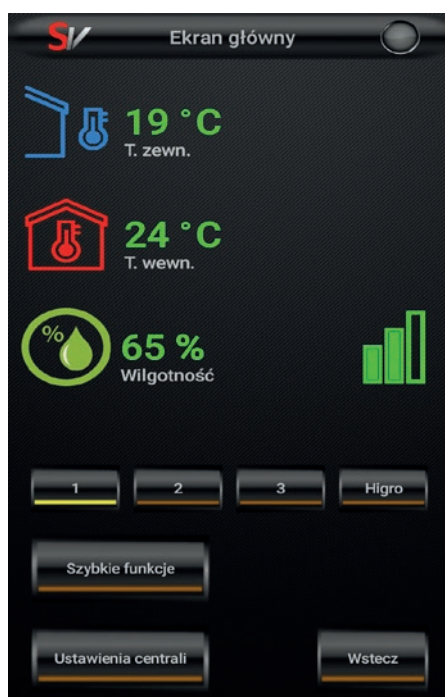 SV Ekran główny
19 °C
T. zewn.
24 °C
T. wewn.
%
65 %
Wilgotność
1 2 3 Higro
Szybkie funkcje
Ustawienia centrali Wstecz